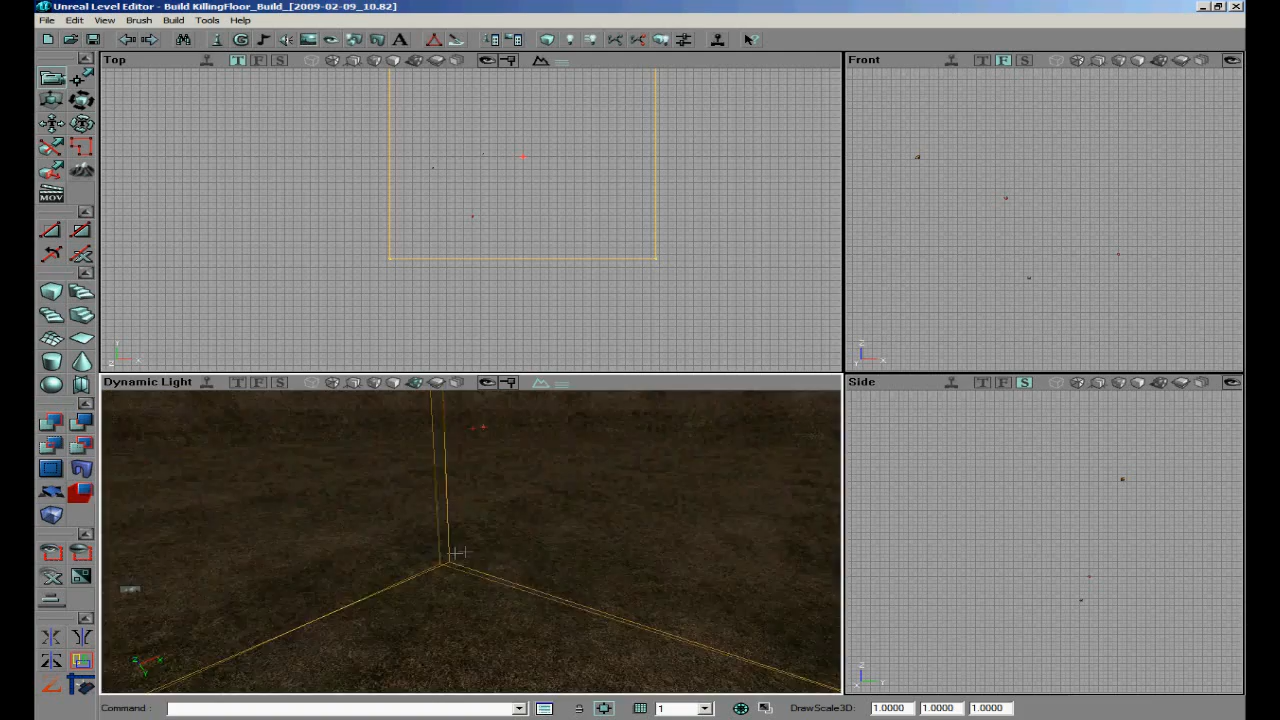 Unreal Level Editor - Build KillingFloor_Build_[2009-02-09_10.82]
File Edit View Brush Build Tools Help
Top T F S
Front T F S
MOV
Y
X
Z
X
Dynamic Light T F S
Side T F S
Z X
Y
Z
X Y
Command : 1 DrawScale3D: 1.0000 1.0000 1.0000